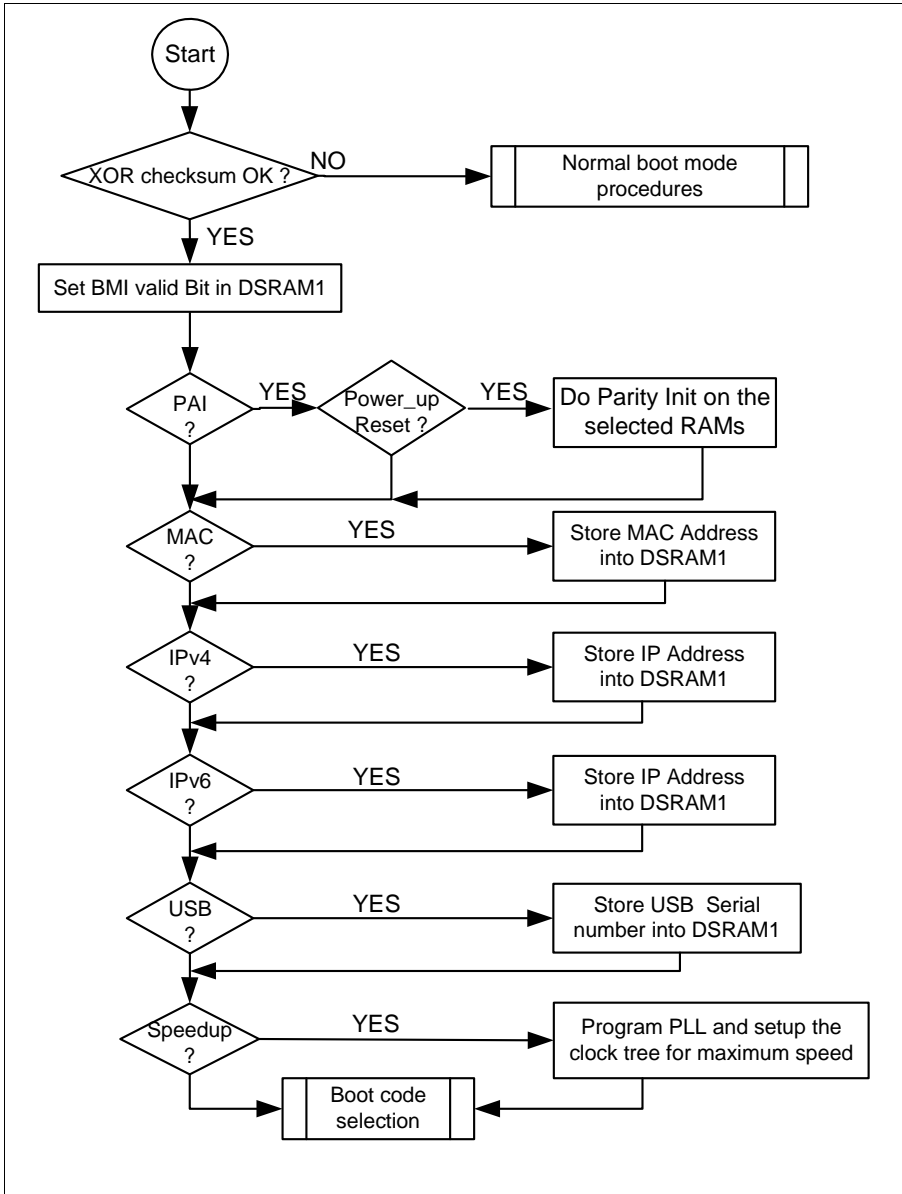 Start
XOR checksum OK ?
NO
Normal boot mode
procedures
YES
Set BMI valid Bit in DSRAM1
PAI
?
YES
Power_up
Reset ?
YES
Do Parity Init on the
selected RAMs
MAC
?
YES
Store MAC Address
into DSRAM1
IPv4
?
YES
Store IP Address
into DSRAM1
IPv6
?
YES
Store IP Address
into DSRAM1
USB
?
YES
Store USB Serial
number into DSRAM1
Speedup
?
YES
Program PLL and setup the
clock tree for maximum speed
Boot code
selection